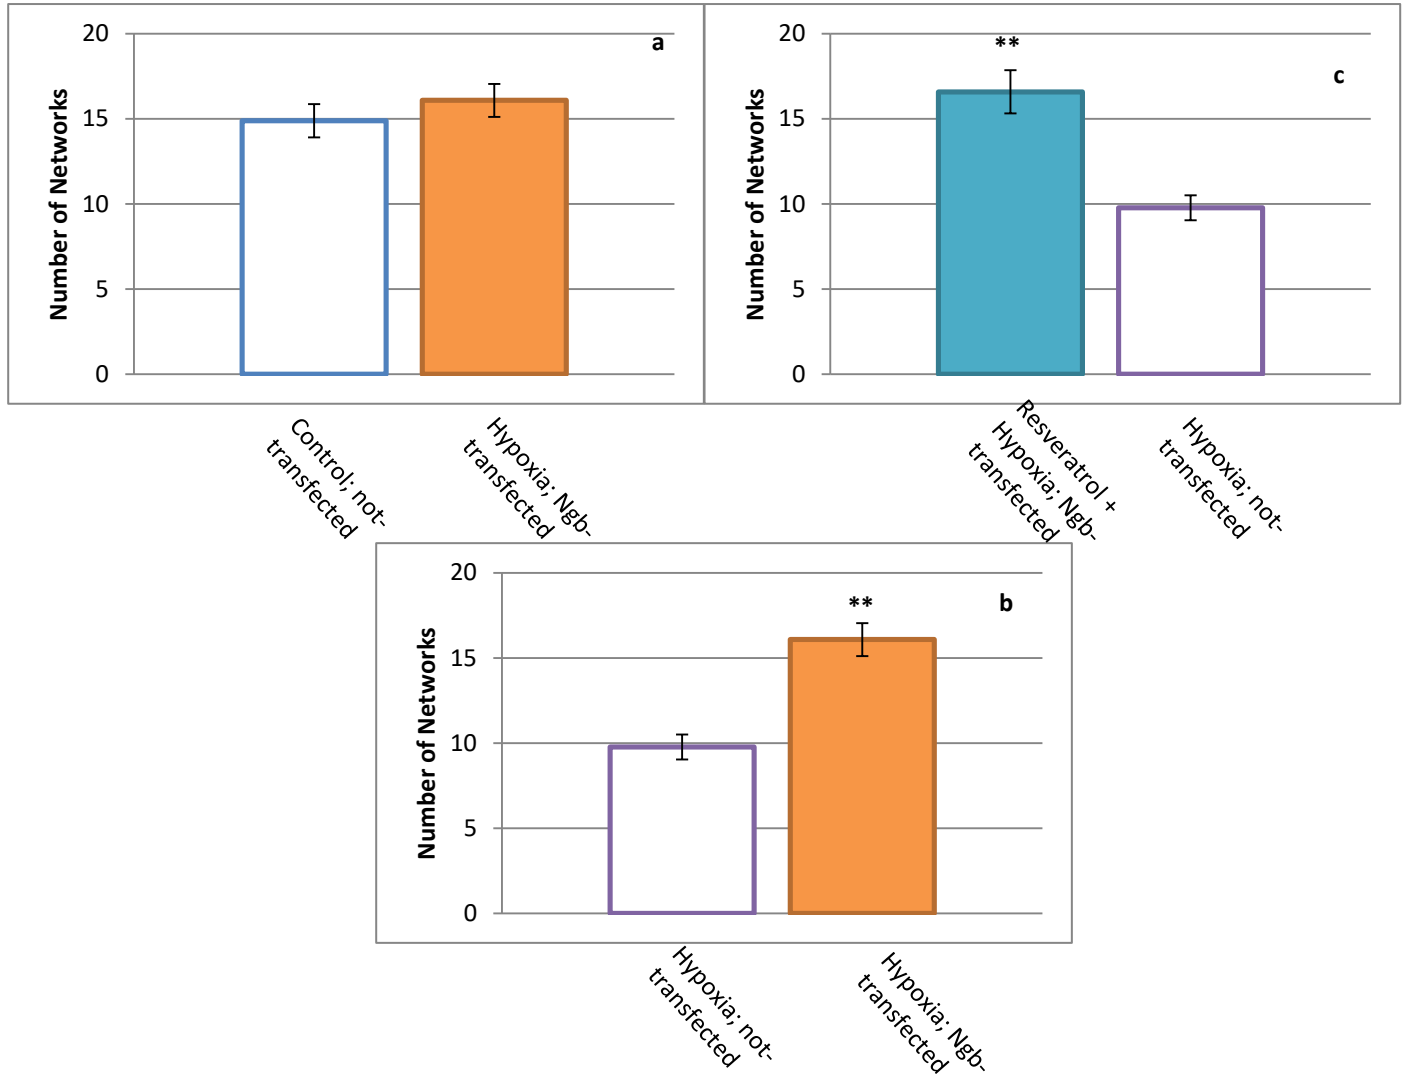 a
Number of Networks
20
15
10
5
0
Control; not-
transfected
Hypoxia; Ngb-
transfected
c
**
Number of Networks
20
15
10
5
0
Resveratrol +
Hypoxia; Ngb-
transfected
Hypoxia; not-
transfected
b
**
Number of Networks
20
15
10
5
0
Hypoxia; not-
transfected
Hypoxia; Ngb-
transfected